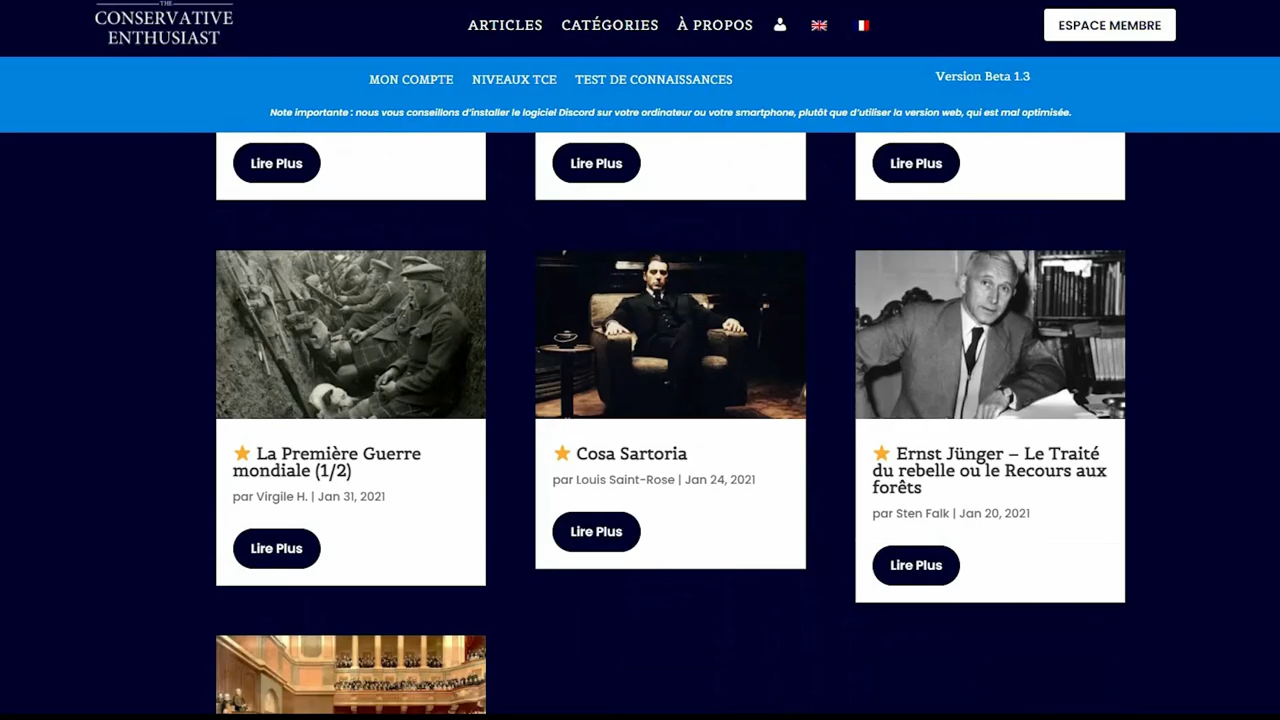 THE
CONSERVATIVE
ENTHUSIAST
ARTICLES CATÉGORIES À PROPOS
ESPACE MEMBRE
MON COMPTE NIVEAUX TCE TEST DE CONNAISSANCES
Version Beta 1.3
Note importante : nous vous conseillons d'installer le logiciel Discord sur votre ordinateur ou votre smartphone, plutôt que d'utiliser la version web, qui est mal optimisée.
Lire Plus
Lire Plus
Lire Plus
La Première Guerre
mondiale (1/2)
par Virgile H. | Jan 31, 2021
Lire Plus
Cosa Sartoria
par Louis Saint-Rose | Jan 24, 2021
Lire Plus
Ernst Jünger – Le Traité
du rebelle ou le Recours aux
forêts
par Sten Falk | Jan 20, 2021
Lire Plus